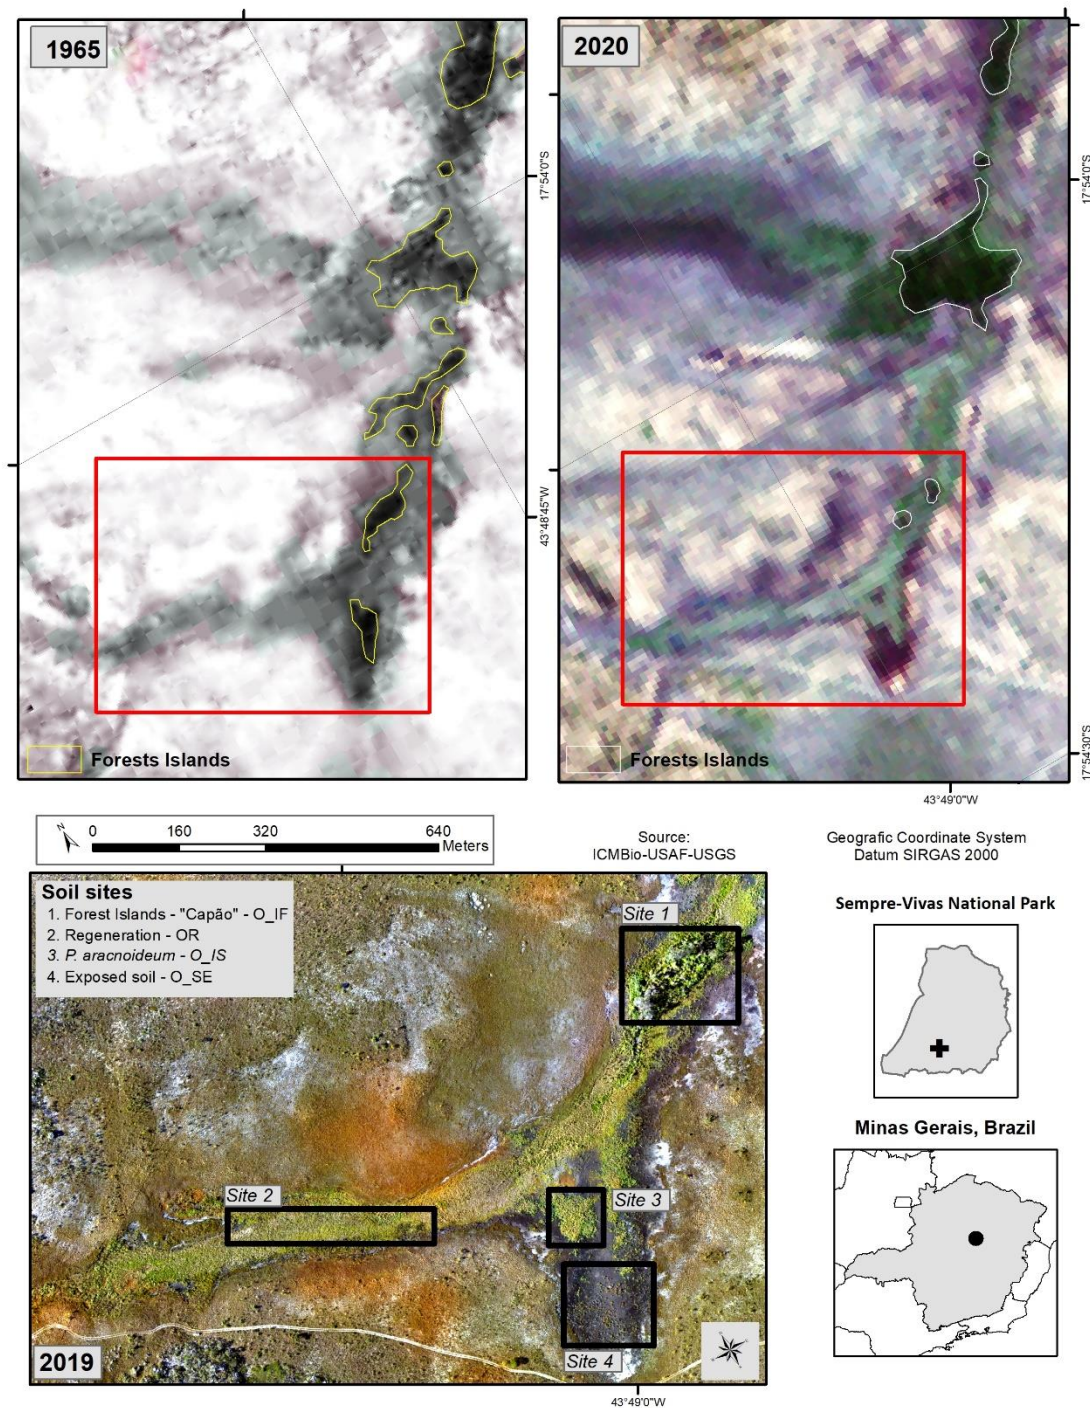 1965
2020
17°54'0"S
43°48'45"W
17°54'0"S
17°54'30"S
Forests Islands
Forests Islands
43°49'0"W
N
0 160 320 640
Meters
Source:
ICMBio-USAF-USGS
Geografic Coordinate System
Datum SIRGAS 2000
Soil sites
1. Forest Islands - "Capão" - O_IF
2. Regeneration - OR
3. P. aracnoideum - O_IS
4. Exposed soil - O_SE
Site 1
Site 2
Site 3
Site 4
2019
43°49'0"W
Sempre-Vivas National Park
Minas Gerais, Brazil